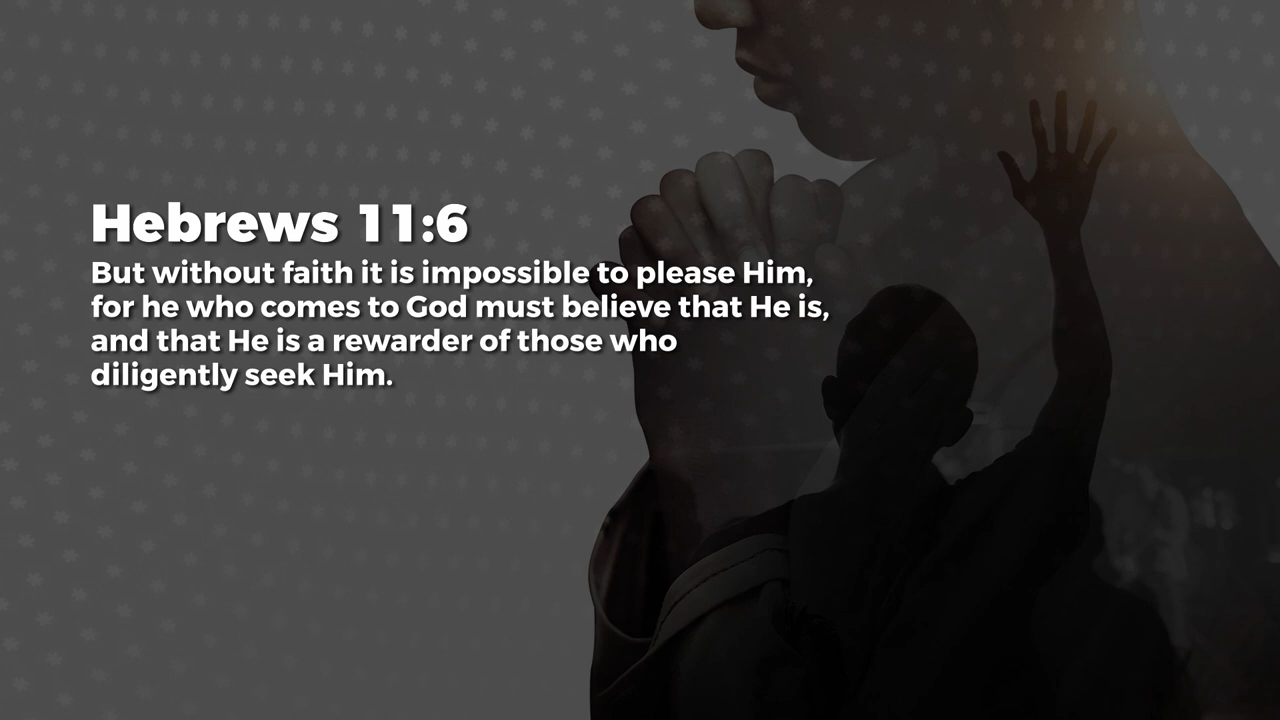 Hebrews 11:6
But without faith it is impossible to please Him,
for he who comes to God must believe that He is,
and that He is a rewarder of those who
diligently seek Him.